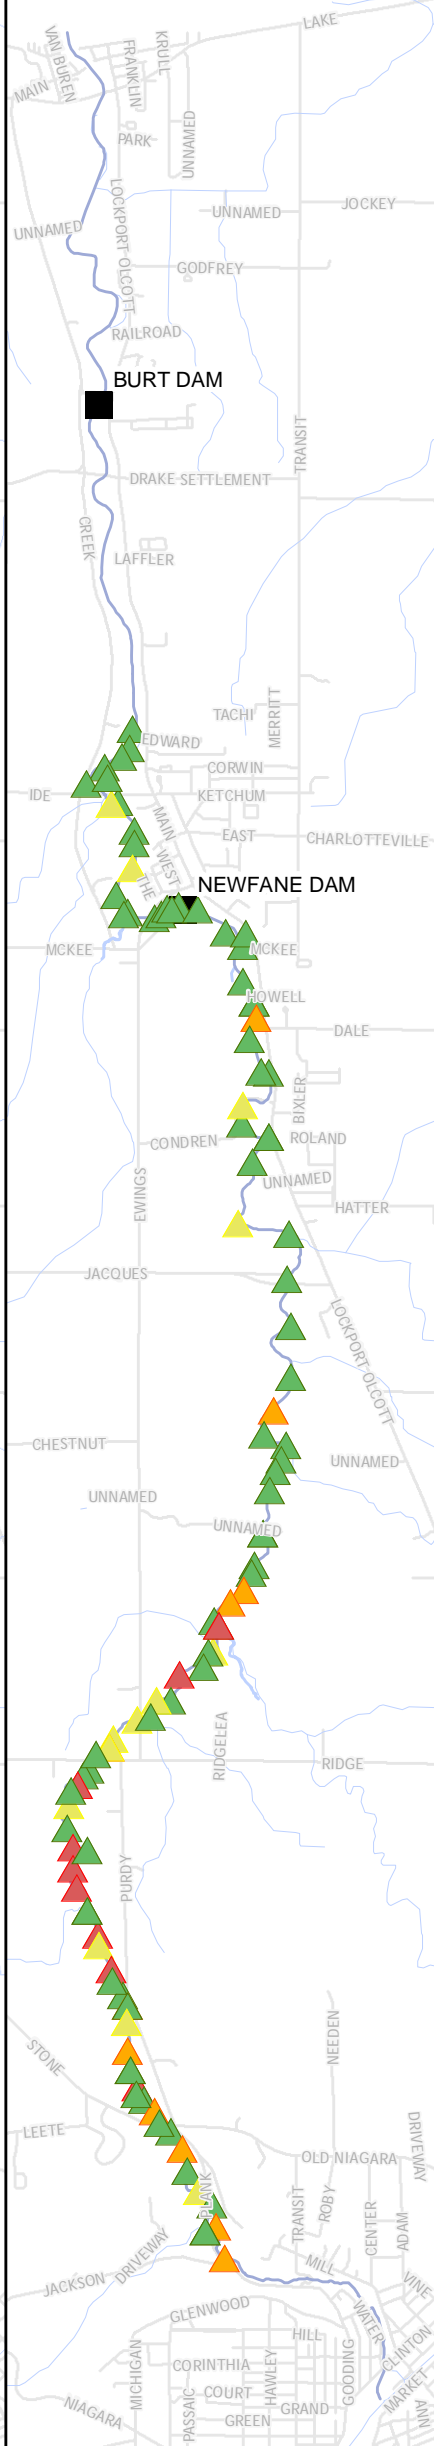 LAKE
VAN BUREN
FRANKLIN
KRULL
MAIN
PARK
UNNAMED
LOCKPORT OLCOTT
UNNAMED
JOCKEY
UNNAMED
GODFREY
RAILROAD
BURT DAM
TRANSIT
DRAKE SETTLEMENT
CREEK
LAFFLER
MERRITT
TACHI
EDWARD
CORWIN
IDE
KETCHUM
MAIN
EAST
CHARLOTTEVILLE
WEST
THE
NEWFANE DAM
MCKEE
MCKEE
HOWELL
DALE
BIXLER
CONDREN
ROLAND
EWINGS
UNNAMED
HATTER
JACQUES
LOCKPORT OLCOTT
CHESTNUT
UNNAMED
UNNAMED
UNNAMED
RIDGELEA
RIDGE
PURDY
NEEDEN
STONE
LEETE
DRIVEWAY
OLD NIAGARA
PLANK
TRANSIT
ROBY
CENTER
ADAM
DRIVEWAY
MILL
JACKSON
VINE
GLENWOOD
WATER
HILL
CLINTON
MICHIGAN
CORINTHIA
HAWLEY
GOODING
MARKET
COURT
PASSAIC
GRAND
NIAGARA
GREEN
ANN